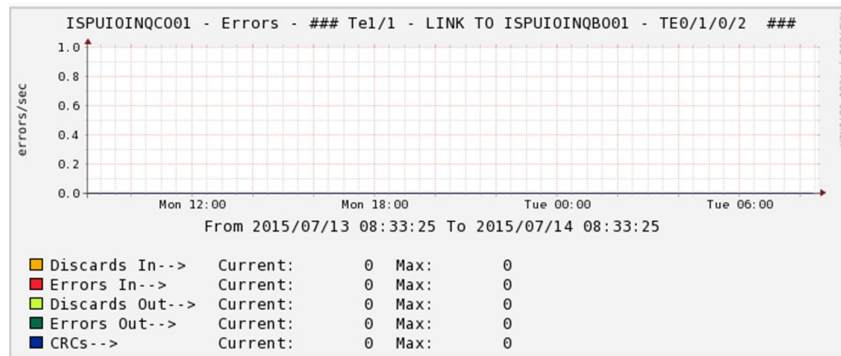 ISPUIOINQCO01 - Errors - ### Te1/1 - LINK TO ISPUIOINQBO01 - TE0/1/0/2 ###
1.0
0.8
0.6
0.4
0.2
0.0
errors/sec
Mon 12:00 Mon 18:00 Tue 00:00 Tue 06:00
From 2015/07/13 08:33:25 To 2015/07/14 08:33:25
Discards In--> Current: 0 Max: 0
Errors In--> Current: 0 Max: 0
Discards Out--> Current: 0 Max: 0
Errors Out--> Current: 0 Max: 0
CRCs--> Current: 0 Max: 0